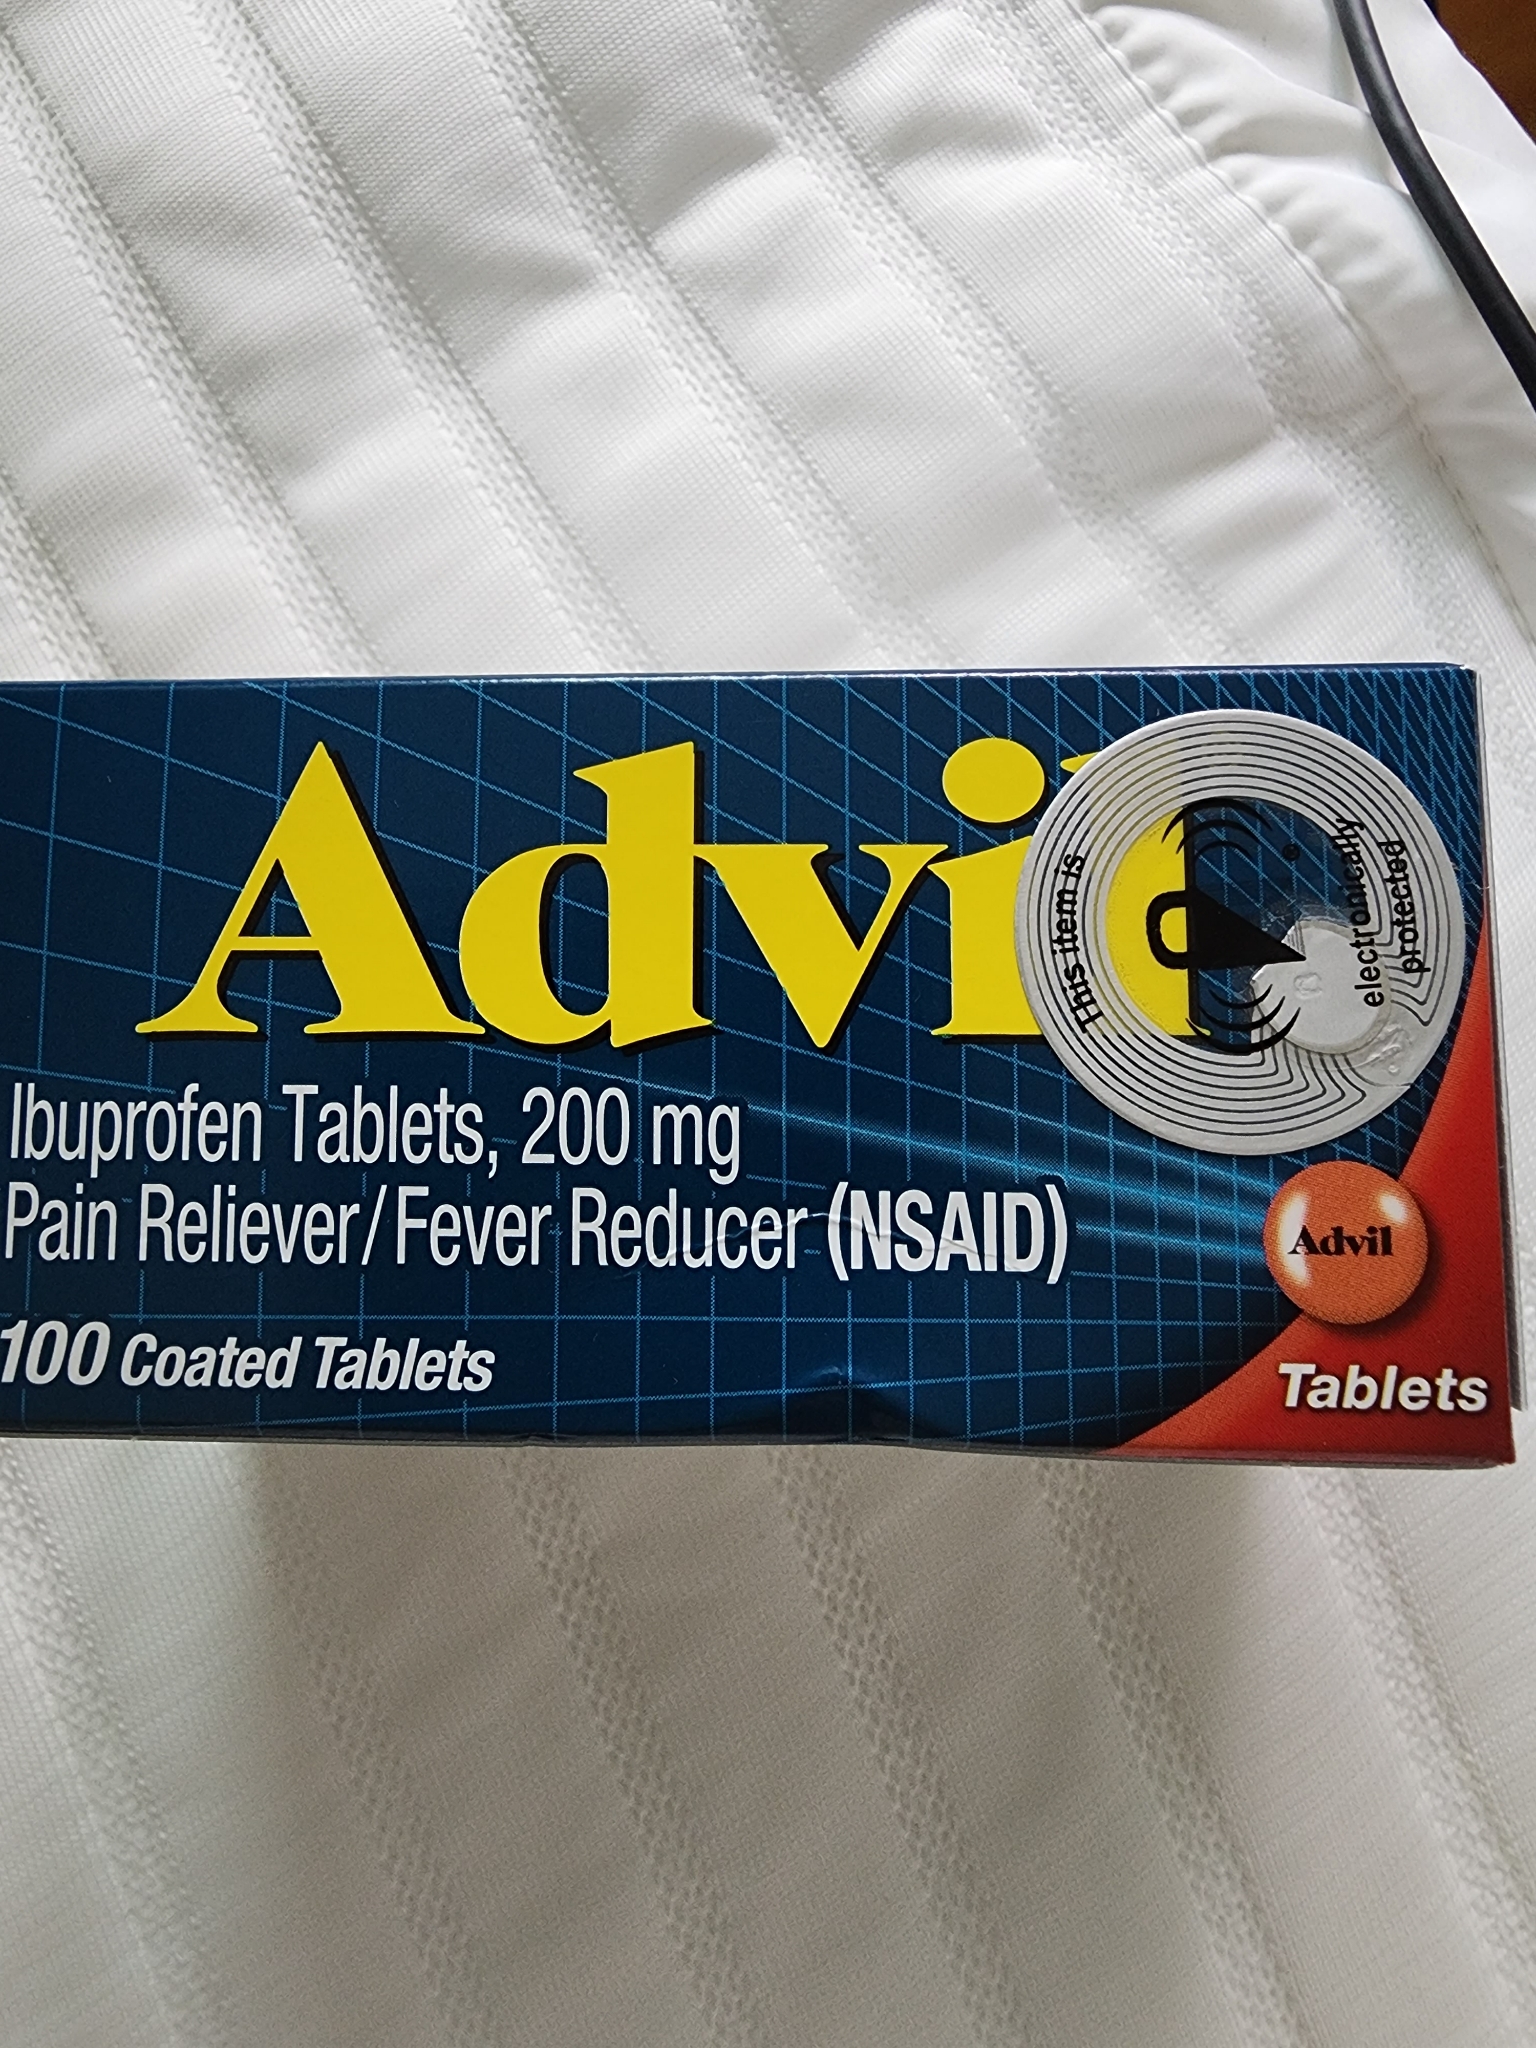 Advil
This item is
electronically
protected
Ibuprofen Tablets, 200 mg
Pain Reliever/Fever Reducer (NSAID)
100 Coated Tablets
Advil
Tablets